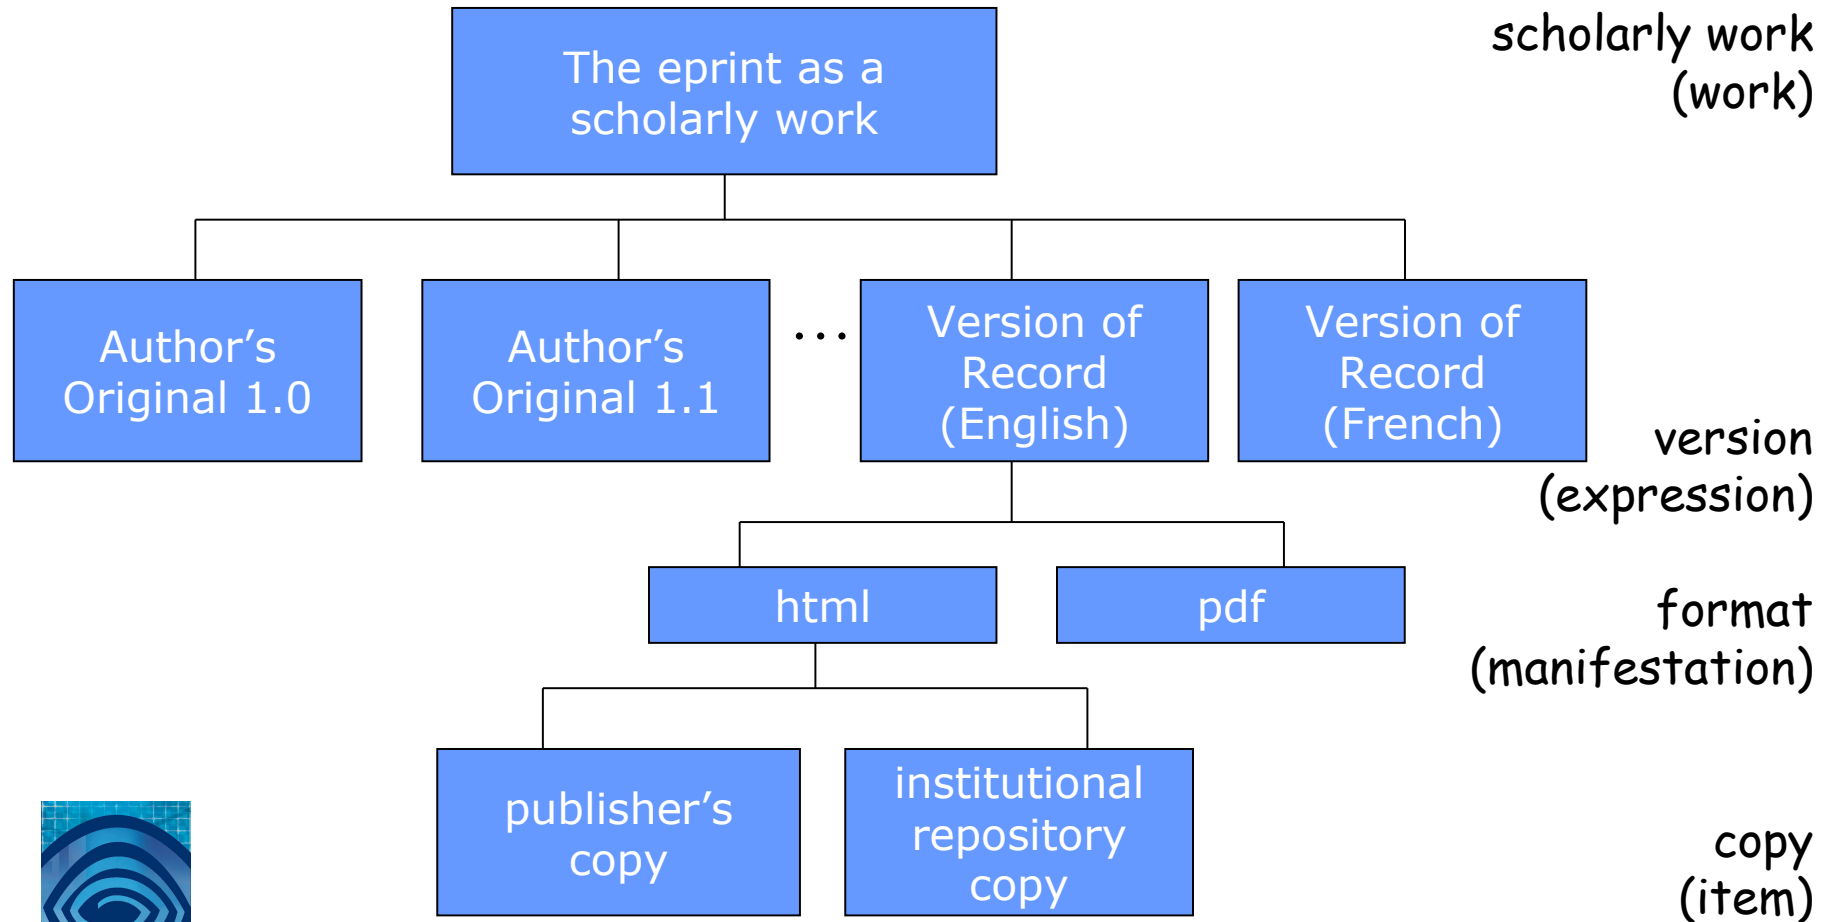 The eprint as a
scholarly work
scholarly work
(work)
Author’s
Original 1.0
Author’s
Original 1.1
...
Version of
Record
(English)
Version of
Record
(French)
version
(expression)
html
pdf
format
(manifestation)
publisher’s
copy
institutional
repository
copy
copy
(item)